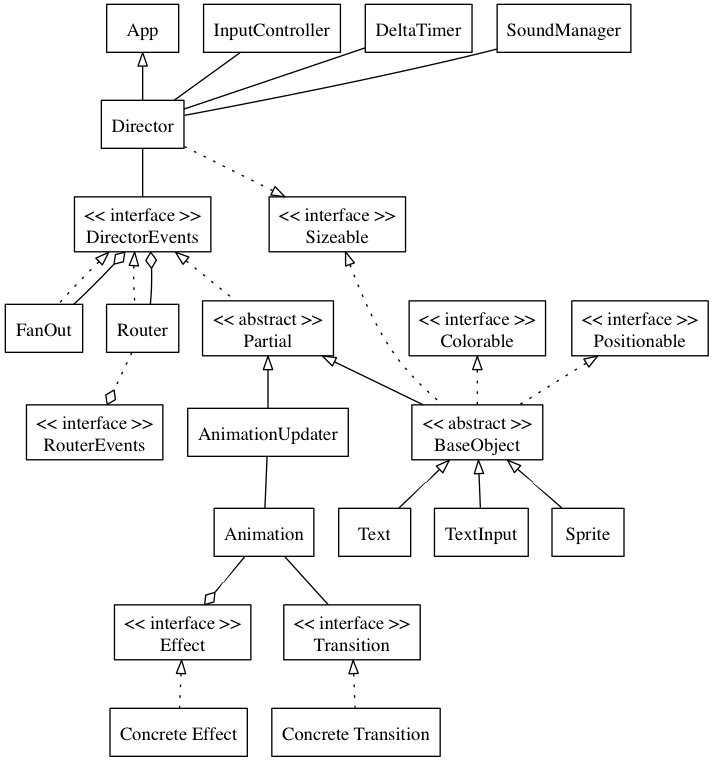 App
InputController
DeltaTimer
SoundManager
Director
<< interface >>
DirectorEvents
<< interface >>
Sizeable
FanOut
Router
<< abstract >>
Partial
<< interface >>
Colorable
<< interface >>
Positionable
<< interface >>
RouterEvents
AnimationUpdater
<< abstract >>
BaseObject
Animation
Text
TextInput
Sprite
<< interface >>
Effect
<< interface >>
Transition
Concrete Effect
Concrete Transition